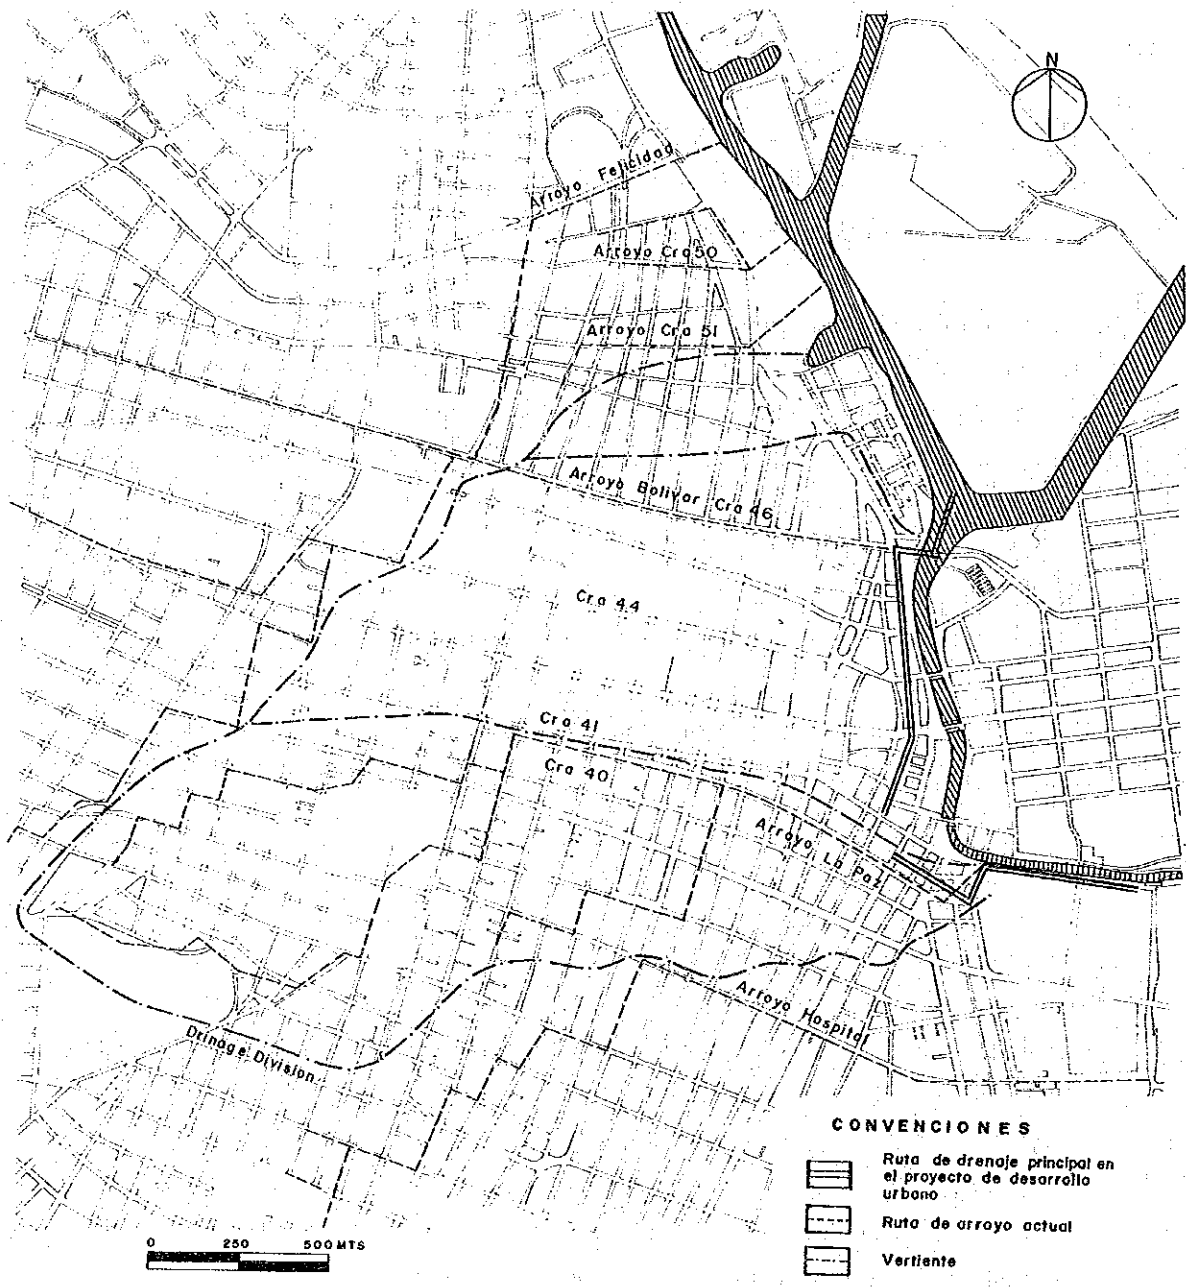 N
Arroyo Felicidad
Arroyo Cra 50
Arroyo Cra 51
Arroyo Bolivar Cra 46
Cra 44
Cra 41
Cra 40
Arroyo La Paz
Arroyo Hospital
Drinage Division
CONVENCIONES
Ruta de drenaje principal en
el proyecto de desarrollo
urbano
Ruta de arroyo actual
Vertiente
0 250 500 MTS